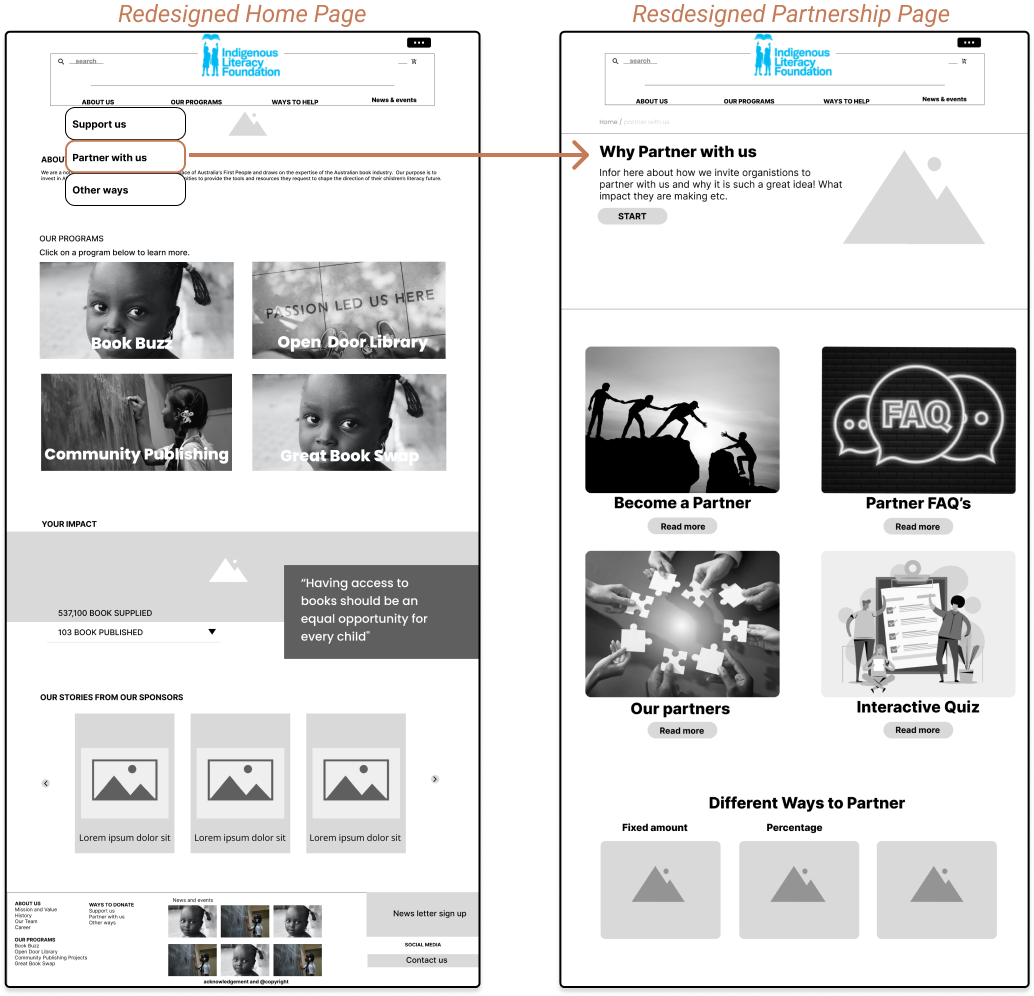 Redesigned Home Page
Indigenous
Literacy
Foundation
search
ABOUT US
OUR PROGRAMS
WAYS TO HELP
News & events
Support us
Partner with us
Other ways
ABOU
We are a no
ace of Australia's First People and draws on the expertise of the Australian book industry. Our purpose is to
invest in A
ities to provide the tools and resources they request to shape the direction of their children's literacy future.
OUR PROGRAMS
Click on a program below to learn more.
Book Buzz
PASSION LED US HERE
Open Door Library
Community Publishing
Great Book Swap
YOUR IMPACT
537,100 BOOK SUPPLIED
103 BOOK PUBLISHED
“Having access to
books should be an
equal opportunity for
every child"
OUR STORIES FROM OUR SPONSORS
Lorem ipsum dolor sit
Lorem ipsum dolor sit
Lorem ipsum dolor sit
ABOUT US
Mission and Value
History
Our Team
Career
OUR PROGRAMS
Book Buzz
Open Door Library
Community Publishing Projects
Great Book Swap
WAYS TO DONATE
Support us
Partner with us
Other ways
News and events
News letter sign up
SOCIAL MEDIA
Contact us
acknowledgement and @copyright
Resdesigned Partnership Page
Indigenous
Literacy
Foundation
search
ABOUT US
OUR PROGRAMS
WAYS TO HELP
News & events
Home / partner with us
Why Partner with us
Infor here about how we invite organistions to
partner with us and why it is such a great idea! What
impact they are making etc.
START
FAQ
Become a Partner
Read more
Partner FAQ’s
Read more
Our partners
Read more
Interactive Quiz
Read more
Different Ways to Partner
Fixed amount
Percentage